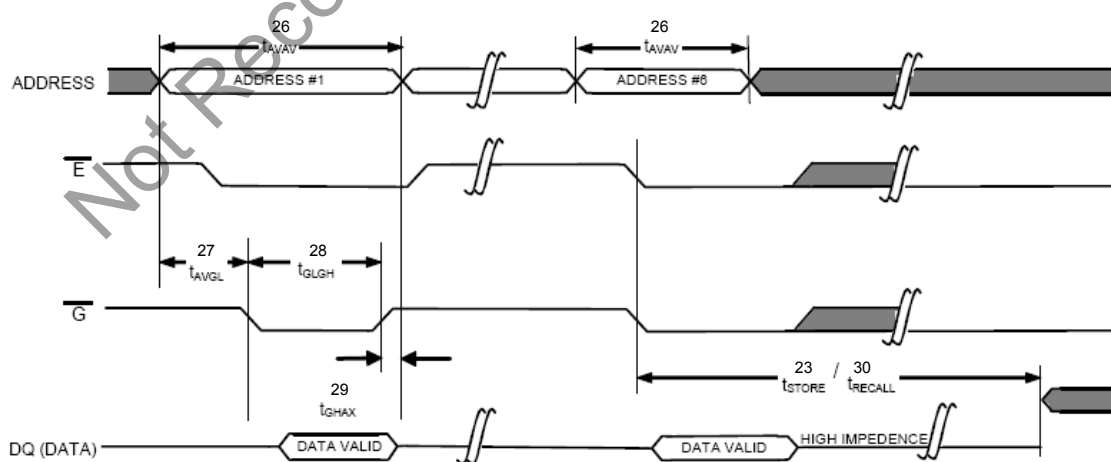 26
tAVAV
26
tAVAV
ADDRESS
ADDRESS #1
ADDRESS #6
E
27
tAVGL
28
tGLGH
G
23 / 30
tSTORE tRECALL
29
tGHAX
DQ (DATA)
DATA VALID
DATA VALID
HIGH IMPEDENCE
Not Reco